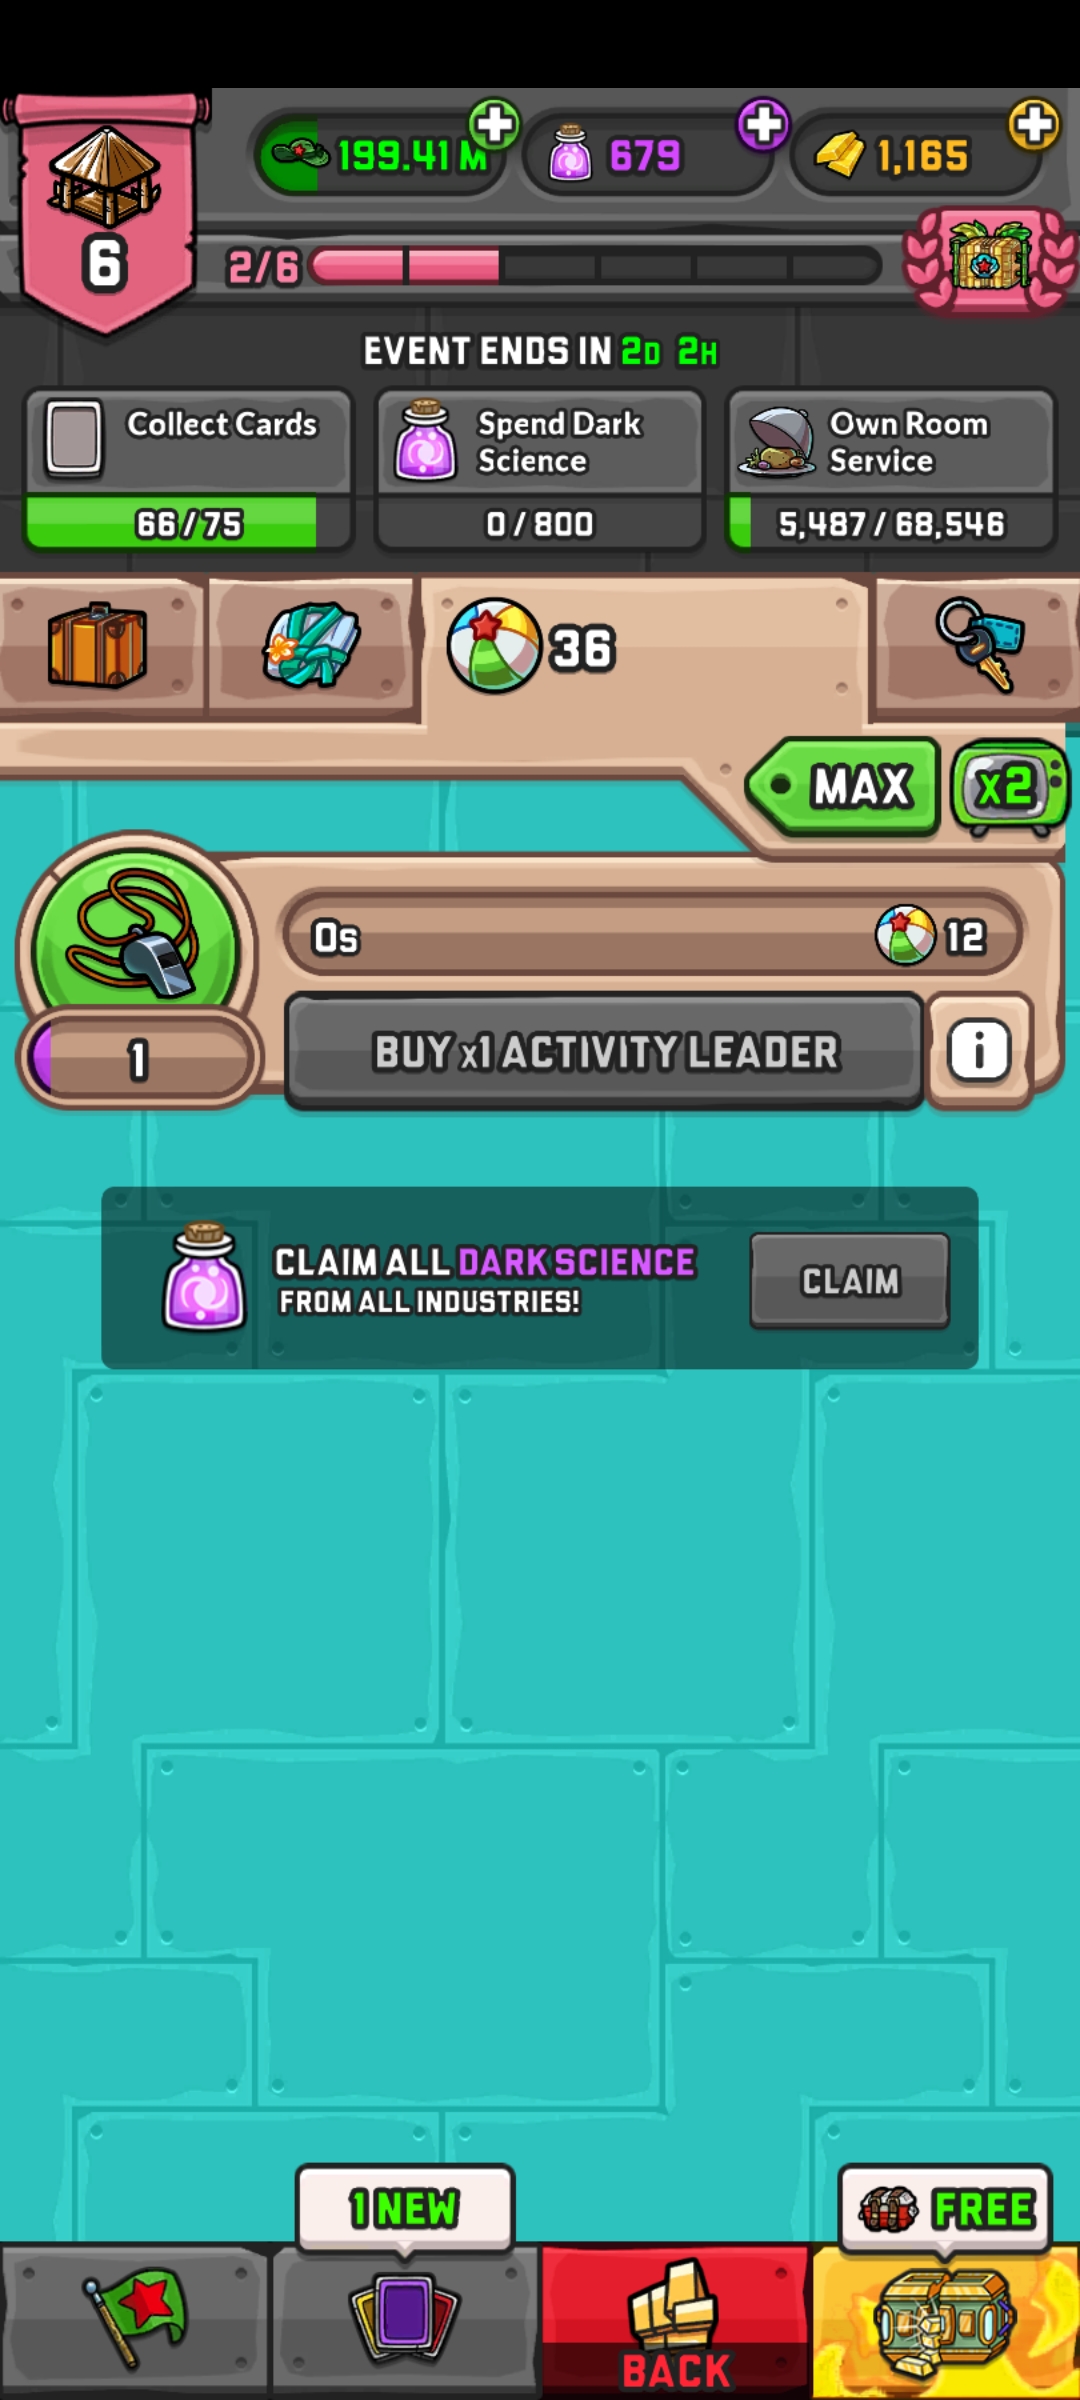 199.41 M
679
1,165
6
2/6
EVENT ENDS IN 2D 2H
Collect Cards
66/75
Spend Dark
Science
0/800
Own Room
Service
5,487/68,546
36
MAX
x2
0s
12
1
BUY x1 ACTIVITY LEADER
i
CLAIM ALL DARK SCIENCE
FROM ALL INDUSTRIES!
CLAIM
1 NEW
FREE
BACK